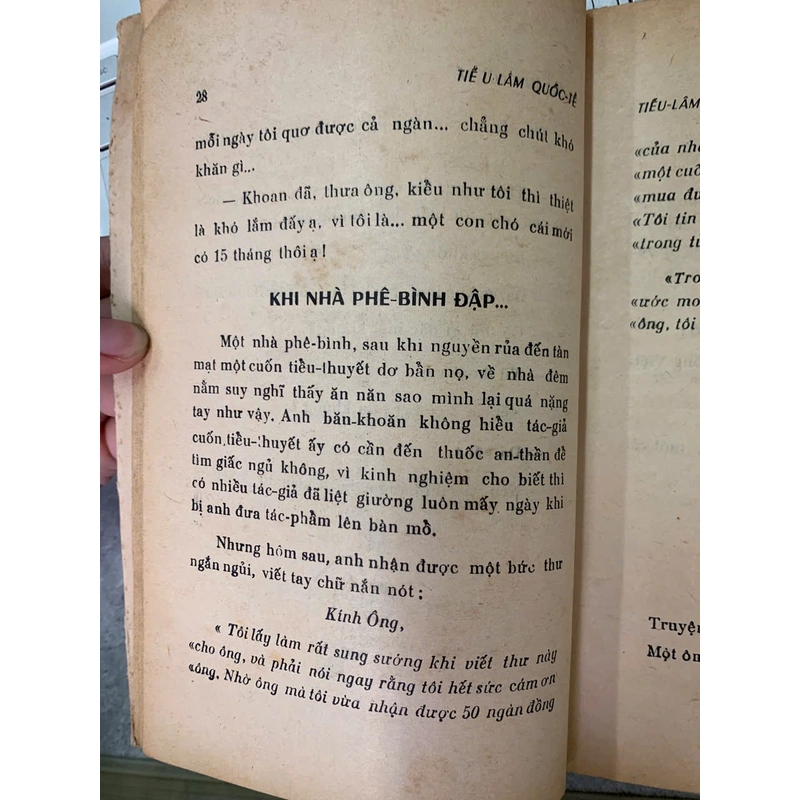 28
TIẾU-LÂM QUỐC-TẾ
mỗi ngày tôi quơ được cả ngàn... chẳng chút khó
khăn gì...
— Khoan đã, thưa ông, kiểu như tôi thì thiệt
là khó lắm đấy ạ, vì tôi là... một con chó cái mới
có 15 tháng thôi ạ!
KHI NHÀ PHÊ-BÌNH ĐẬP...
Một nhà phê-bình, sau khi nguyền rủa đến tàn
mạt một cuốn tiểu-thuyết dơ bẩn nọ, về nhà đêm
nằm suy nghĩ thấy ăn năn sao mình lại quá nặng
tay như vậy. Anh băn-khoăn không hiểu tác-giả
cuốn tiểu-thuyết ấy có cần đến thuốc an-thần để
tìm giấc ngủ không, vì kinh nghiệm cho biết thì
có nhiều tác-giả đã liệt giường luôn mấy ngày khi
bị anh đưa tác-phẩm lên bàn mổ.
Nhưng hôm sau, anh nhận được một bức thư
ngắn ngủi, viết tay chữ nắn nót:
Kính Ông,
« Tôi lấy làm rất sung sướng khi viết thư này
«cho ông, và phải nói ngay rằng tôi hết sức cám ơn
«ông. Nhờ ông mà tôi vừa nhận được 50 ngàn đồng
TIẾU-LÂM
«của nh
«một cuố
«mua đư
«Tôi tin
«trong t
«Tro
«ước mo
«ông, tôi
Truyện
Một ôn